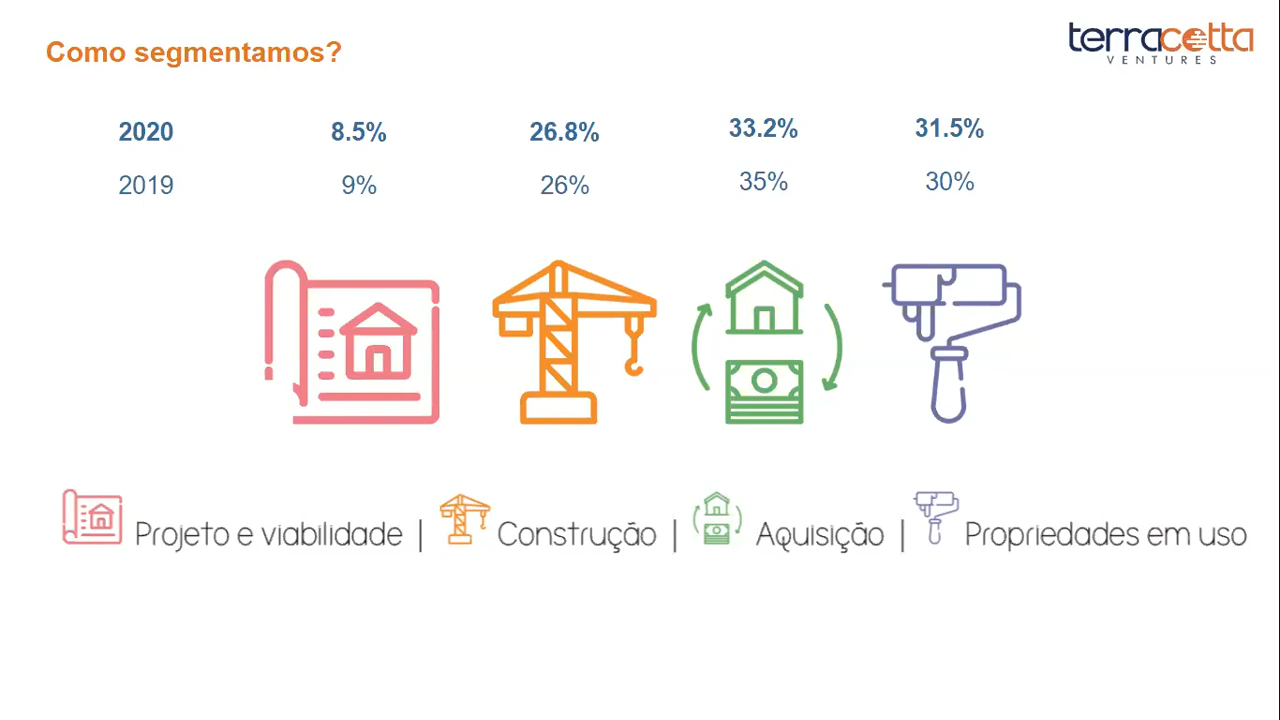 Como segmentamos?
terracotta
VENTURES
2020 8.5% 26.8% 33.2% 31.5%
2019 9% 26% 35% 30%
Projeto e viabilidade | Construção | Aquisição | Propriedades em uso